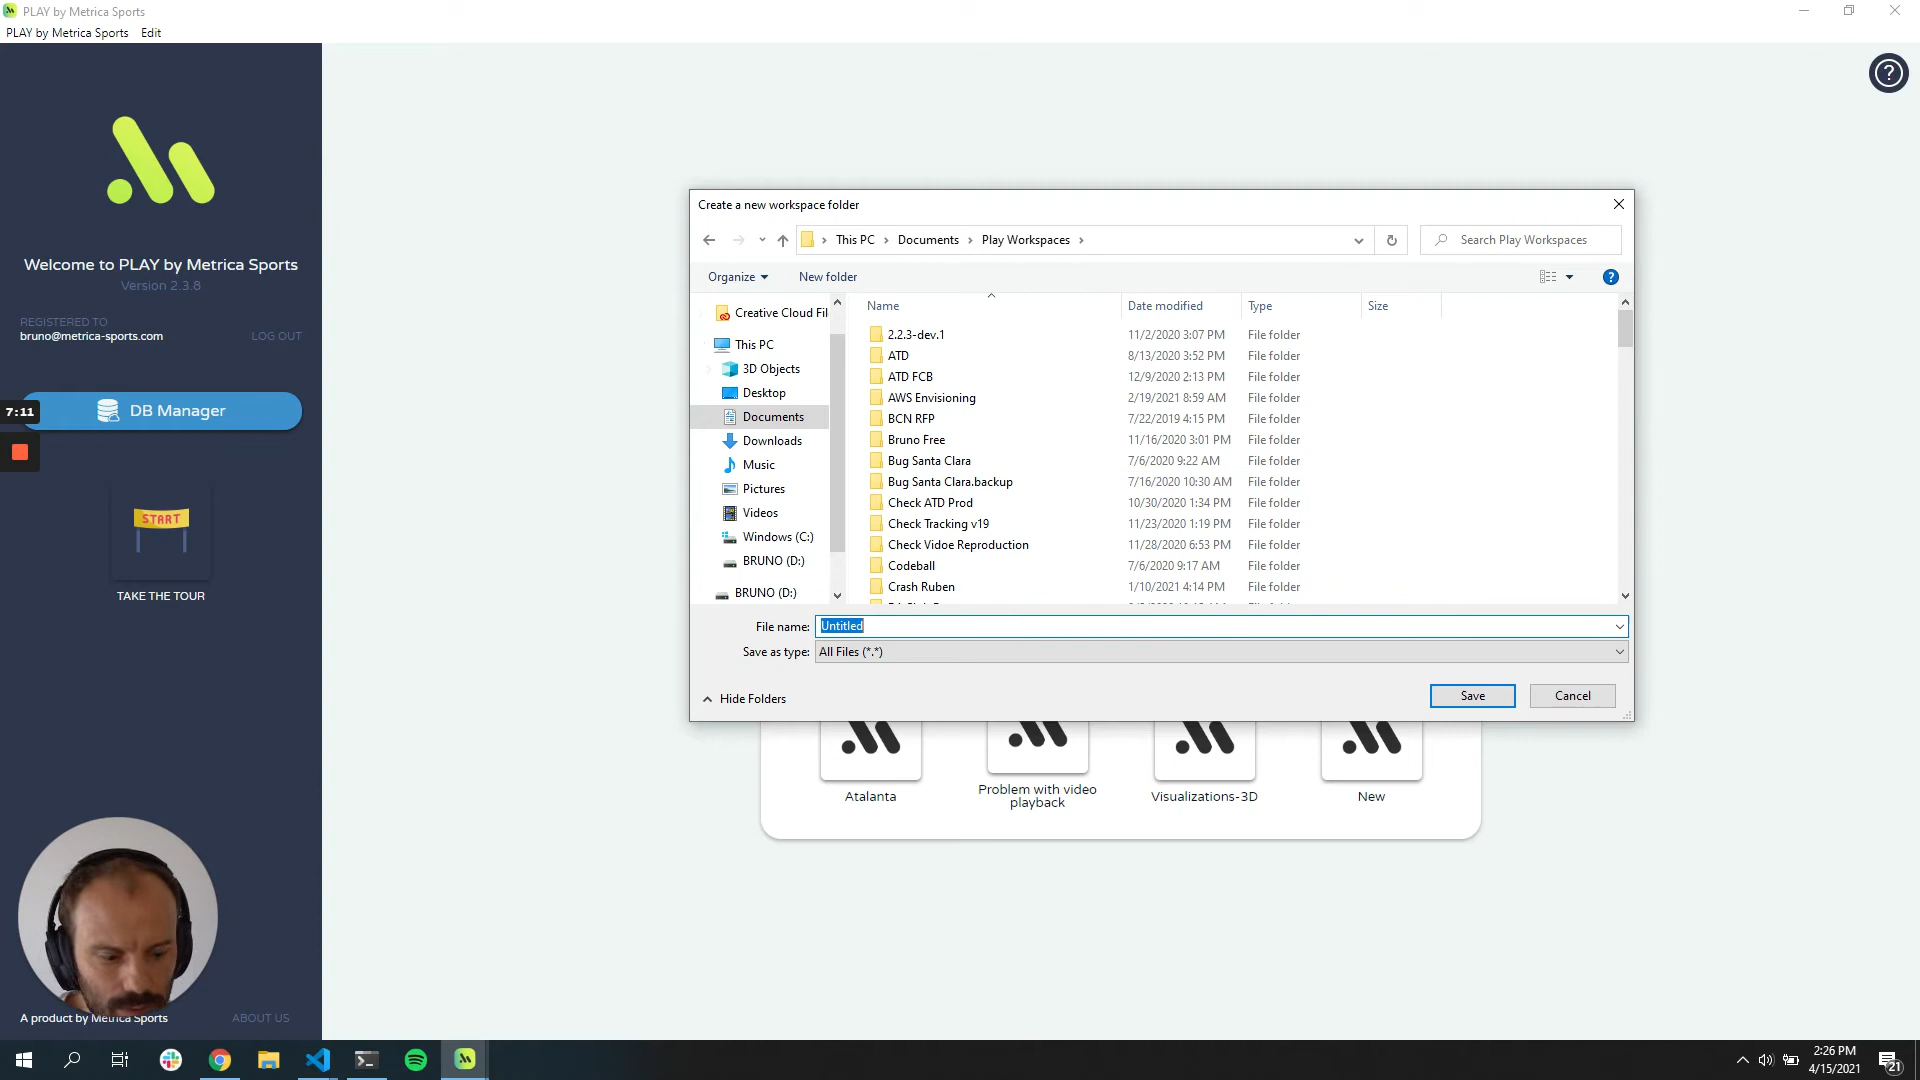 PLAY by Metrica Sports
PLAY by Metrica Sports Edit
Welcome to PLAY by Metrica Sports
Version 2.3.8
REGISTERED TO
bruno@metrica-sports.com LOG OUT
7:11
DB Manager
START
TAKE THE TOUR
A product by Metrica Sports ABOUT US
?
Create a new workspace folder
This PC > Documents > Play Workspaces >
Search Play Workspaces
Organize New folder
?
Creative Cloud Fil
This PC
3D Objects
Desktop
Documents
Downloads
Music
Pictures
Videos
Windows (C:)
BRUNO (D:)
BRUNO (D:)
Name Date modified Type Size
2.2.3-dev.1 11/2/2020 3:07 PM File folder
ATD 8/13/2020 3:52 PM File folder
ATD FCB 12/9/2020 2:13 PM File folder
AWS Envisioning 2/19/2021 8:59 AM File folder
BCN RFP 7/22/2019 4:15 PM File folder
Bruno Free 11/16/2020 3:01 PM File folder
Bug Santa Clara 7/6/2020 9:22 AM File folder
Bug Santa Clara.backup 7/16/2020 10:30 AM File folder
Check ATD Prod 10/30/2020 1:34 PM File folder
Check Tracking v19 11/23/2020 1:19 PM File folder
Check Vidoe Reproduction 11/28/2020 6:53 PM File folder
Codeball 7/6/2020 9:17 AM File folder
Crash Ruben 1/10/2021 4:14 PM File folder
File name: Untitled
Save as type: All Files (*.*)
Hide Folders
Save Cancel
Atalanta
Problem with video
playback
Visualizations-3D
New
2:26 PM
4/15/2021
21